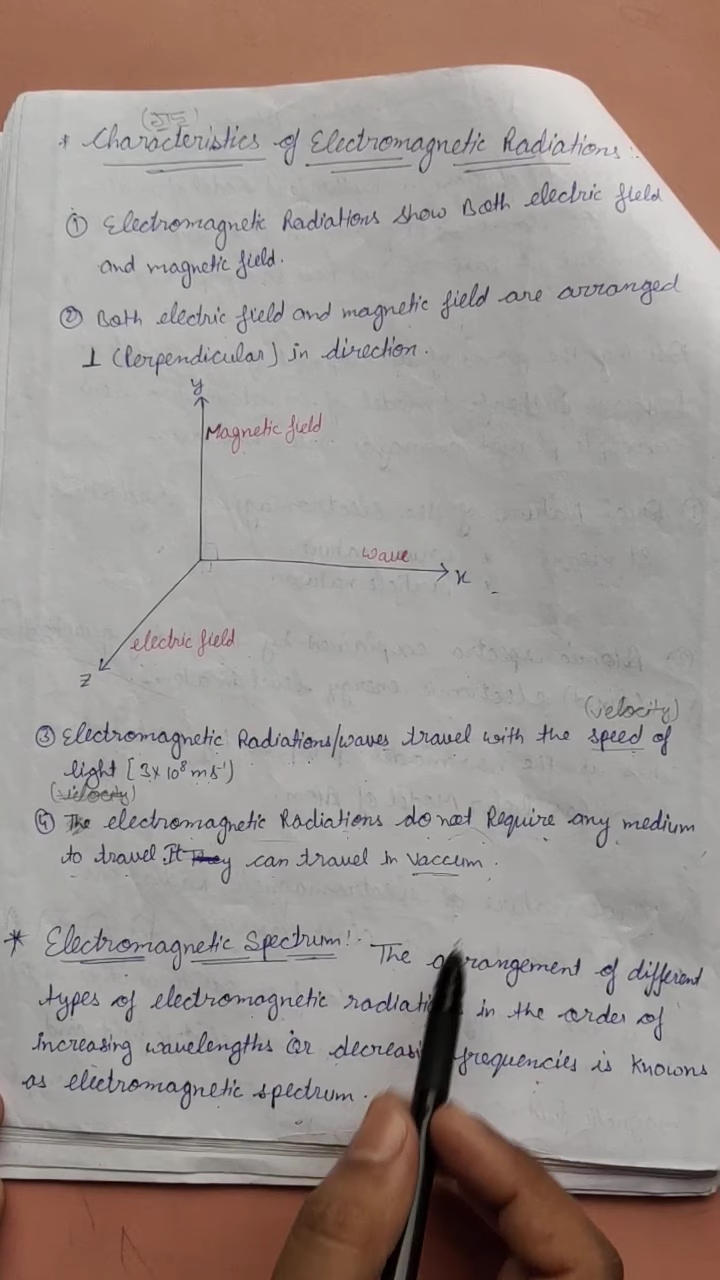 * Characteristics of Electromagnetic Radiations:
① Electromagnetic Radiations show Both electric field
and magnetic field.
② Both electric field and magnetic field are arranged
⊥ (Perpendicular) in direction.
y
Magnetic field
wave
x
electric field
z
(velocity)
③ Electromagnetic Radiations/waves travel with the speed of
light [3×10⁸ ms⁻¹)
(velocity)
④ The electromagnetic Radiations do not Require any medium
to travel. It can travel in vaccum.
* Electromagnetic Spectrum:- The arrangement of different
types of electromagnetic radiations in the order of
increasing wavelengths or decreasing frequencies is knowns
as electromagnetic spectrum.